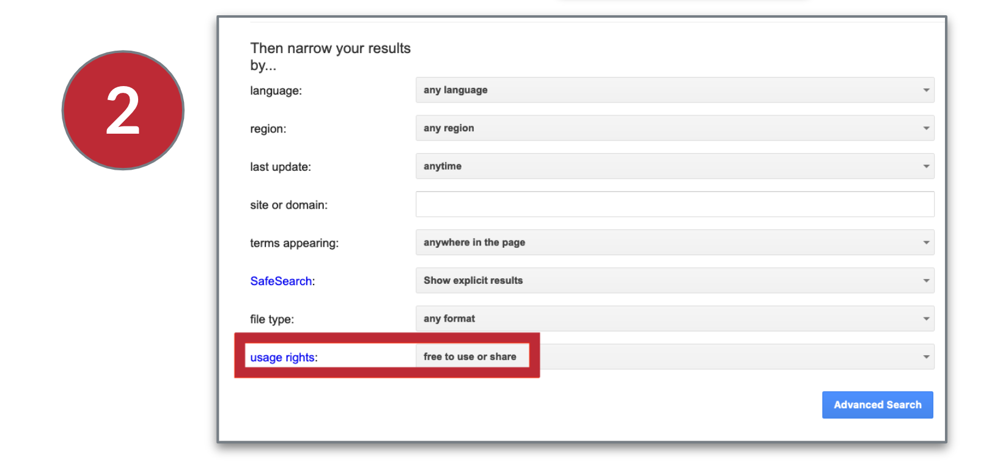 2
Then narrow your results
by...
language: any language
region: any region
last update: anytime
site or domain:
terms appearing: anywhere in the page
SafeSearch: Show explicit results
file type: any format
usage rights: free to use or share
Advanced Search